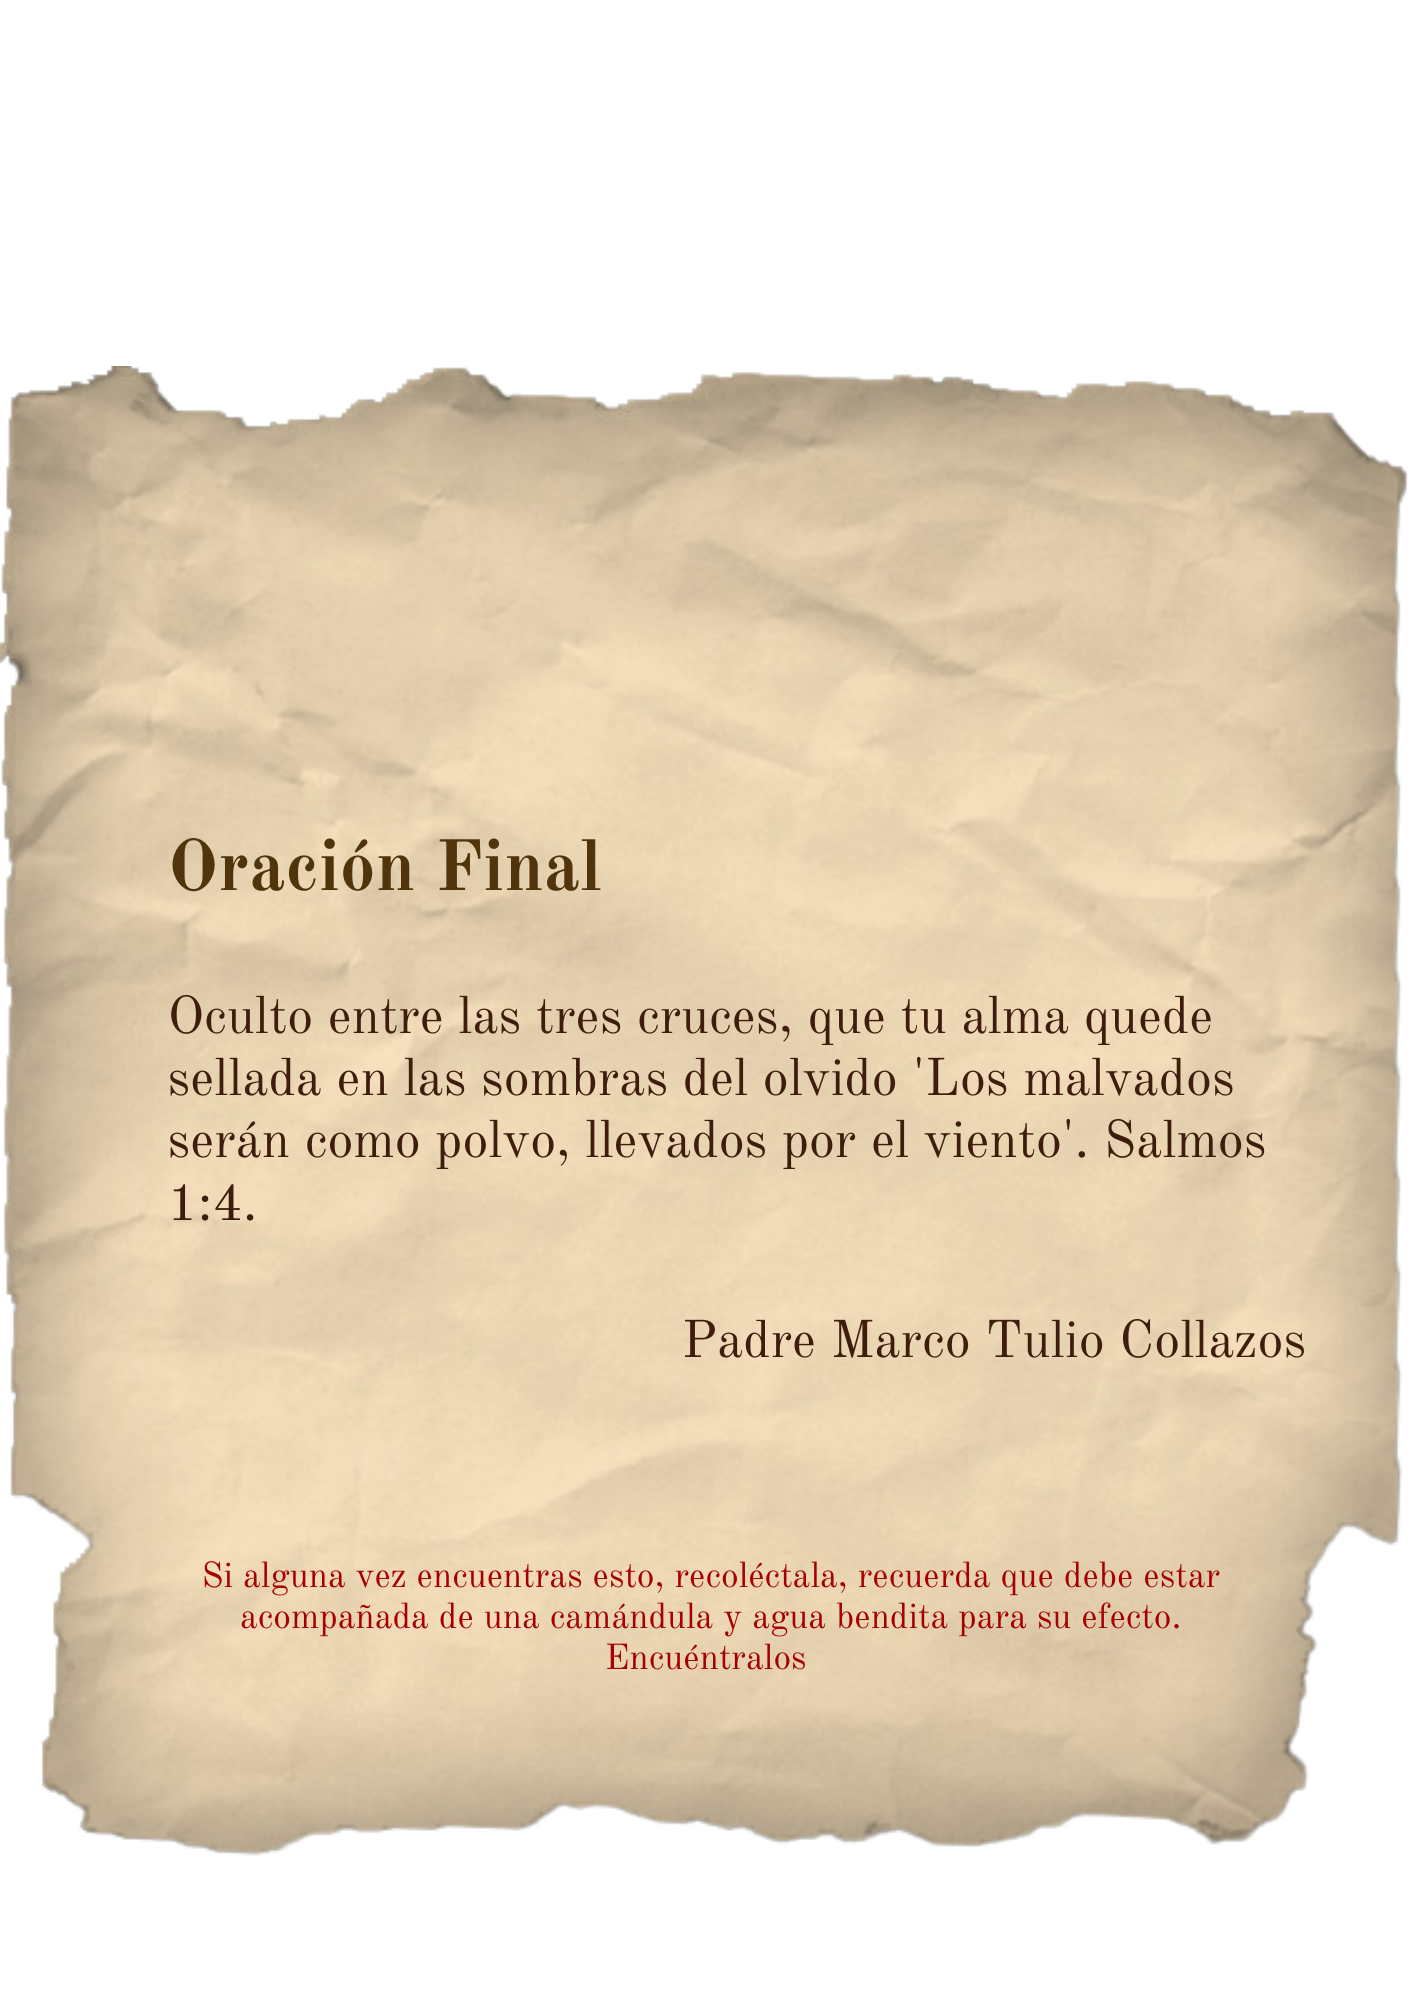 Oración Final
Oculto entre las tres cruces, que tu alma quede
sellada en las sombras del olvido 'Los malvados
serán como polvo, llevados por el viento'. Salmos
1:4.
Padre Marco Tulio Collazos
Si alguna vez encuentras esto, recoléctala, recuerda que debe estar
acompañada de una camándula y agua bendita para su efecto.
Encuéntralos